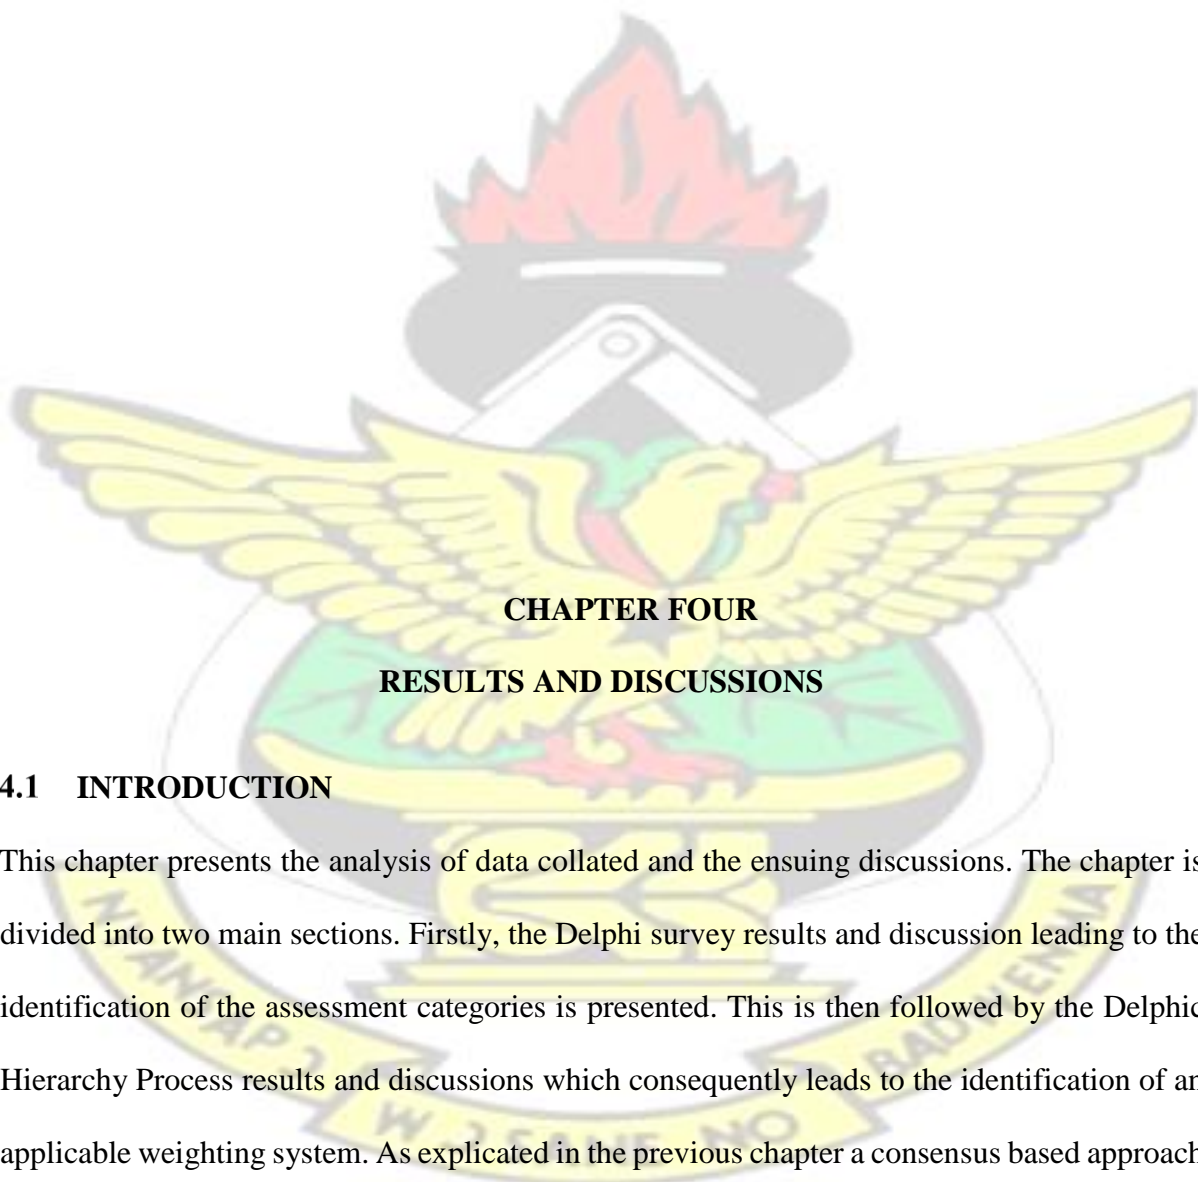 CHAPTER FOUR
RESULTS AND DISCUSSIONS
4.1 INTRODUCTION
This chapter presents the analysis of data collated and the ensuing discussions. The chapter is
divided into two main sections. Firstly, the Delphi survey results and discussion leading to the
identification of the assessment categories is presented. This is then followed by the Delphic
Hierarchy Process results and discussions which consequently leads to the identification of an
applicable weighting system. As explicated in the previous chapter a consensus based approach
NYANSAPƆ WƆSANE NO BADWENMA